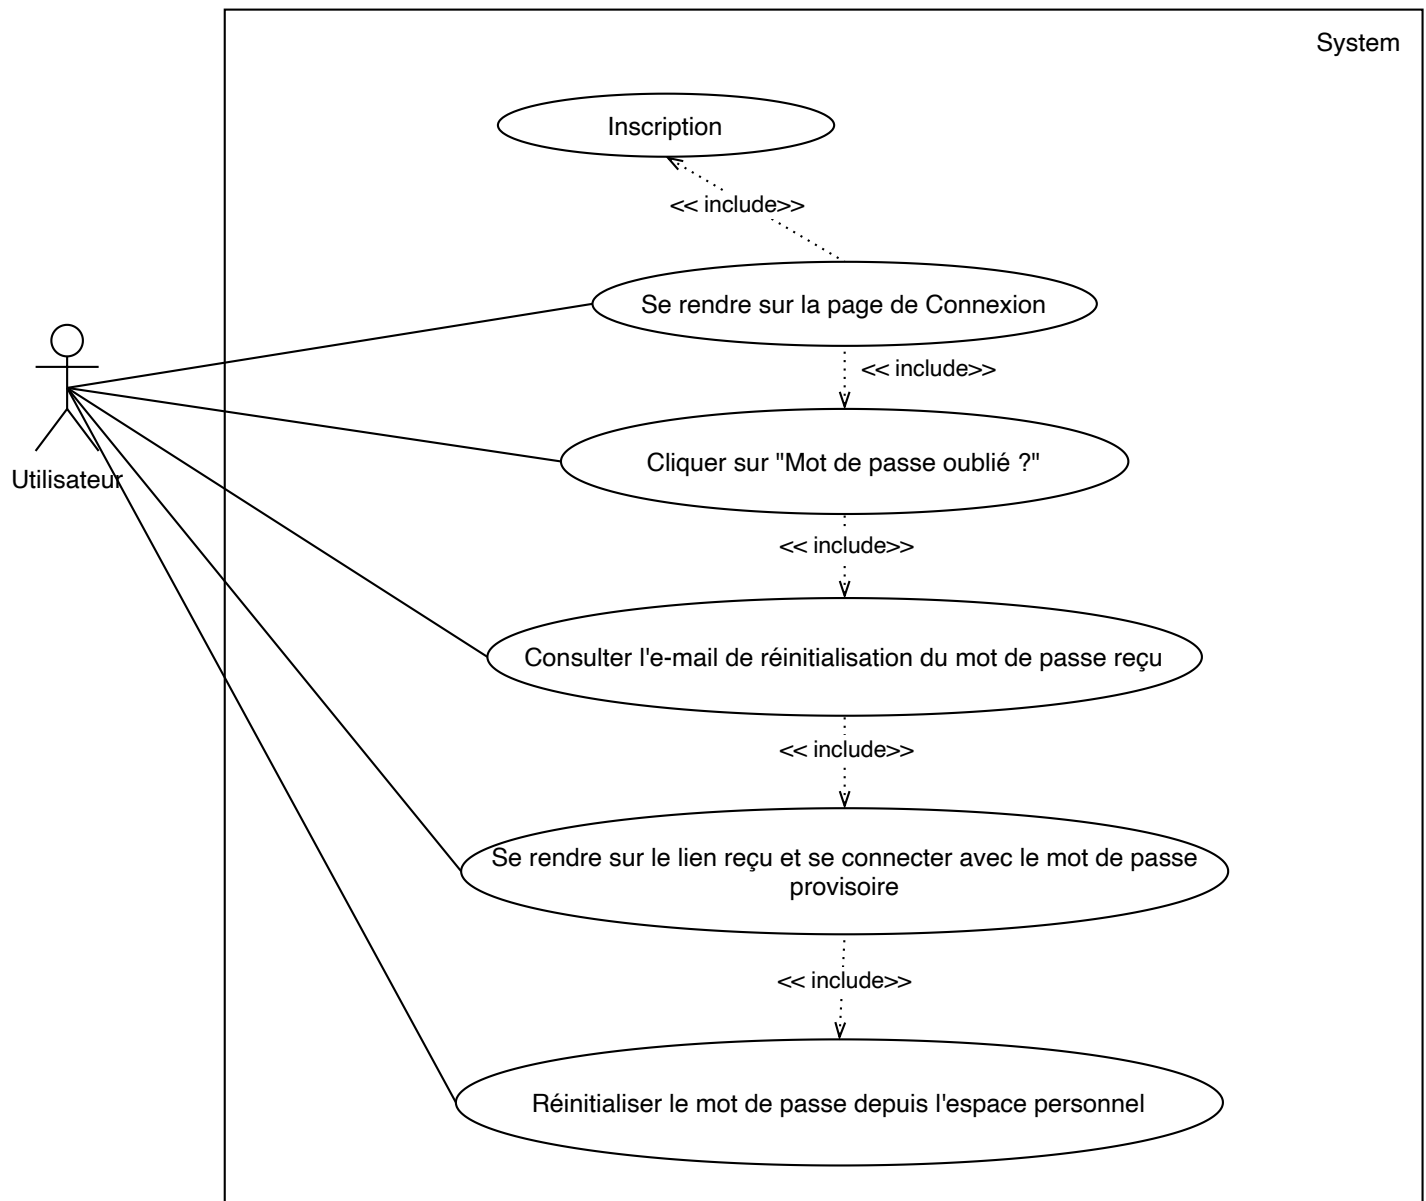 System
Inscription
<< include>>
Se rendre sur la page de Connexion
<< include>>
Cliquer sur "Mot de passe oublié ?"
Utilisateur
<< include>>
Consulter l'e-mail de réinitialisation du mot de passe reçu
<< include>>
Se rendre sur le lien reçu et se connecter avec le mot de passe
provisoire
<< include>>
Réinitialiser le mot de passe depuis l'espace personnel